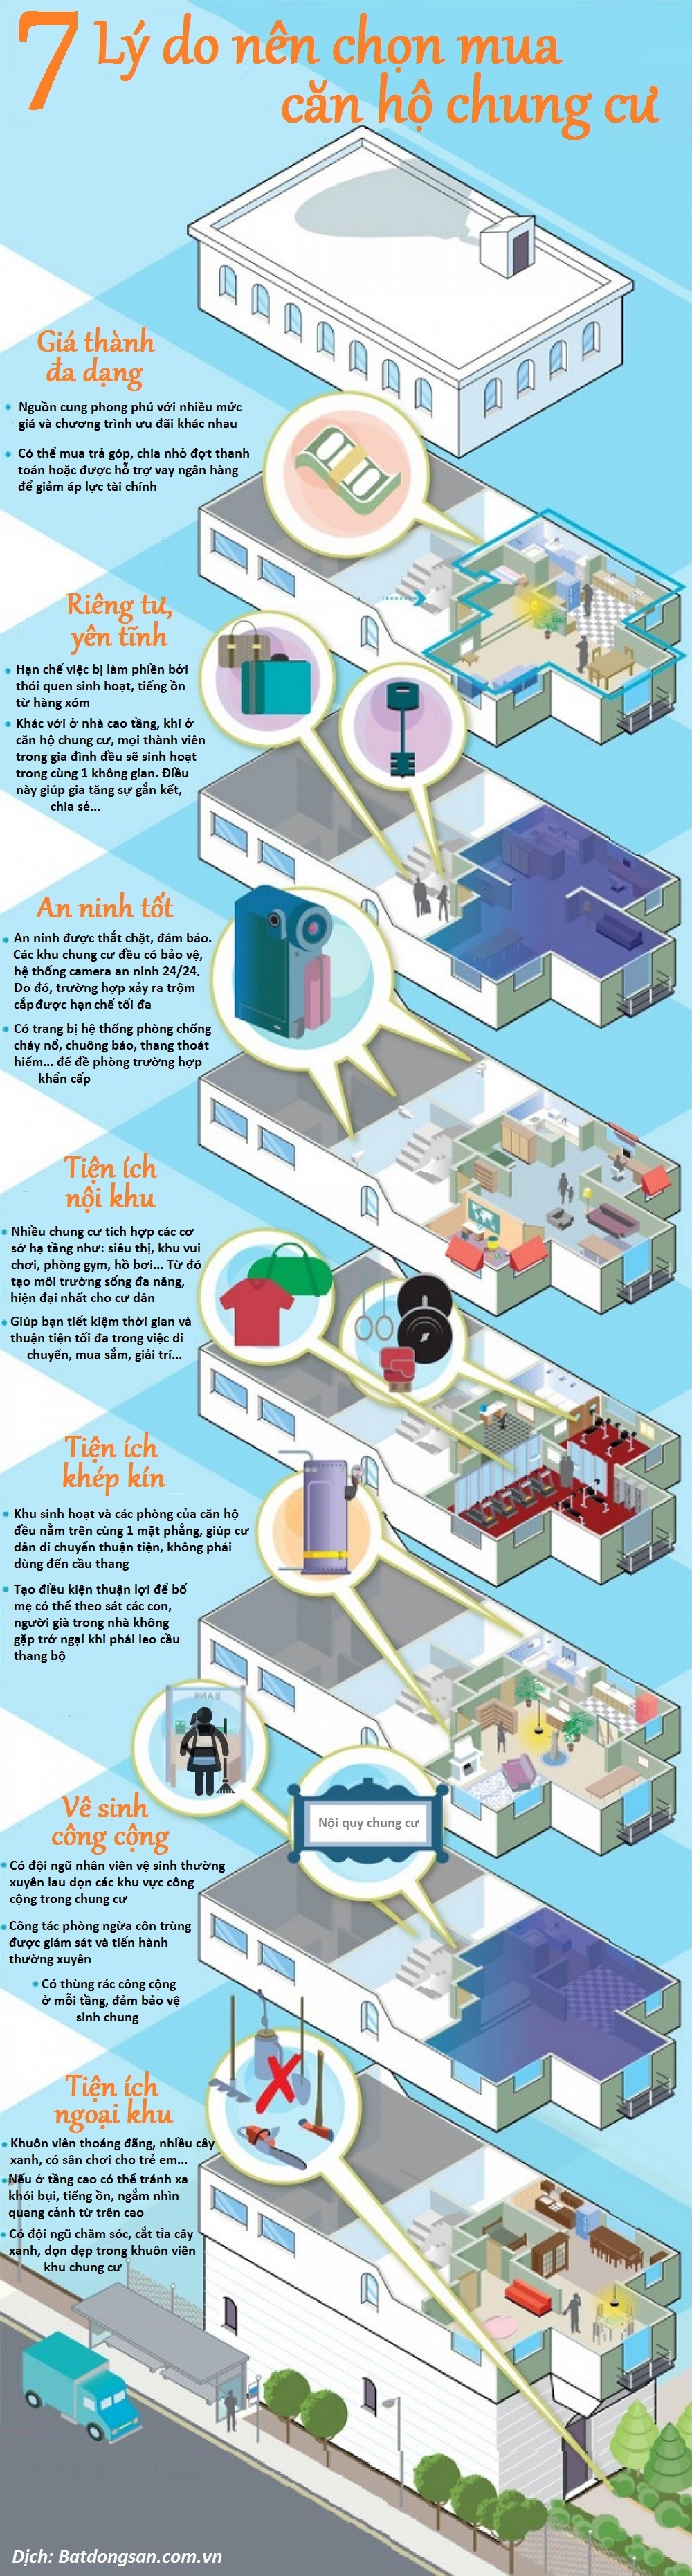 7 Lý do nên chọn mua
căn hộ chung cư
Giá thành
đa dạng
Nguồn cung phong phú với nhiều mức
giá và chương trình ưu đãi khác nhau
Có thể mua trả góp, chia nhỏ đợt thanh
toán hoặc được hỗ trợ vay ngân hàng
để giảm áp lực tài chính
Riêng tư,
yên tĩnh
Hạn chế việc bị làm phiền bởi
thói quen sinh hoạt, tiếng ồn
từ hàng xóm
Khác với ở nhà cao tầng, khi ở
căn hộ chung cư, mọi thành viên
trong gia đình đều sẽ sinh hoạt
trong cùng 1 không gian. Điều
này giúp gia tăng sự gắn kết,
chia sẻ...
An ninh tốt
An ninh được thắt chặt, đảm bảo.
Các khu chung cư đều có bảo vệ,
hệ thống camera an ninh 24/24.
Do đó, trường hợp xảy ra trộm
cắp được hạn chế tối đa
Có trang bị hệ thống phòng chống
cháy nổ, chuông báo, thang thoát
hiểm... để đề phòng trường hợp
khẩn cấp
Tiện ích
nội khu
Nhiều chung cư tích hợp các cơ
sở hạ tầng như: siêu thị, khu vui
chơi, phòng gym, hồ bơi... Từ đó
tạo môi trường sống đa năng,
hiện đại nhất cho cư dân
Giúp bạn tiết kiệm thời gian và
thuận tiện tối đa trong việc di
chuyển, mua sắm, giải trí...
Tiện ích
khép kín
Khu sinh hoạt và các phòng của căn hộ
đều nằm trên cùng 1 mặt phẳng, giúp cư
dân di chuyển thuận tiện, không phải
dùng đến cầu thang
Tạo điều kiện thuận lợi để bố
mẹ có thể theo sát các con,
người già trong nhà không
gặp trở ngại khi phải leo cầu
thang bộ
BANK
Nội quy chung cư
Vê sinh
công cộng
Có đội ngũ nhân viên vệ sinh thường
xuyên lau dọn các khu vực công
cộng trong chung cư
Công tác phòng ngừa côn trùng
được giám sát và tiến hành
thường xuyên
Có thùng rác công cộng
ở mỗi tầng, đảm bảo vệ
sinh chung
Tiện ích
ngoại khu
Khuôn viên thoáng đãng, nhiều cây
xanh, có sân chơi cho trẻ em...
Nếu ở tầng cao có thể tránh xa
khói bụi, tiếng ồn, ngắm nhìn
quang cảnh từ trên cao
Có đội ngũ chăm sóc, cắt tỉa cây
xanh, dọn dẹp trong khuôn viên
khu chung cư
Dịch: Batdongsan.com.vn